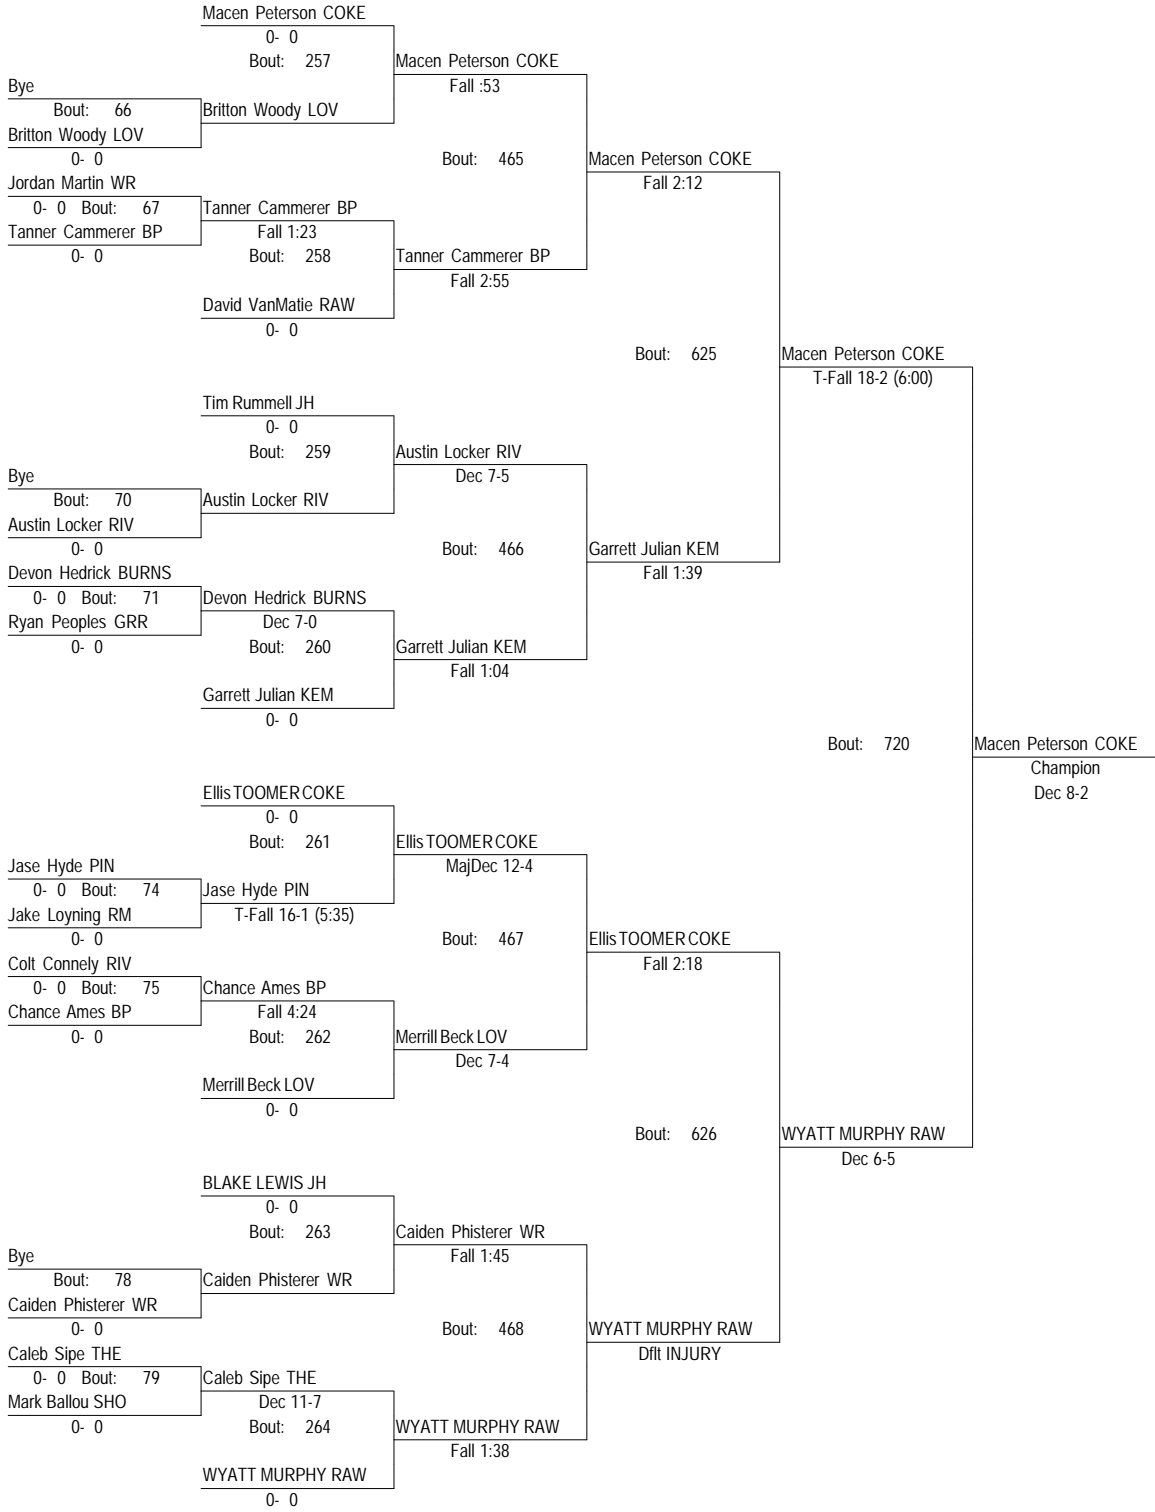 Macen Peterson COKE
0- 0
Bout: 257
Macen Peterson COKE
Fall :53
Bye
Bout: 66
Britton Woody LOV
Britton Woody LOV
0- 0
Bout: 465
Macen Peterson COKE
Fall 2:12
Jordan Martin WR
0- 0 Bout: 67
Tanner Cammerer BP
Tanner Cammerer BP
Fall 1:23
0- 0
Bout: 258
Tanner Cammerer BP
Fall 2:55
David VanMatie RAW
0- 0
Bout: 625
Macen Peterson COKE
T-Fall 18-2 (6:00)
Tim Rummell JH
0- 0
Bout: 259
Austin Locker RIV
Dec 7-5
Bye
Bout: 70
Austin Locker RIV
Austin Locker RIV
0- 0
Bout: 466
Garrett Julian KEM
Fall 1:39
Devon Hedrick BURNS
0- 0 Bout: 71
Devon Hedrick BURNS
Ryan Peoples GRR
Dec 7-0
0- 0
Bout: 260
Garrett Julian KEM
Fall 1:04
Garrett Julian KEM
0- 0
Bout: 720
Macen Peterson COKE
Champion
Dec 8-2
Ellis TOOMER COKE
0- 0
Bout: 261
Ellis TOOMER COKE
MajDec 12-4
Jase Hyde PIN
0- 0 Bout: 74
Jase Hyde PIN
Jake Loyning RM
T-Fall 16-1 (5:35)
0- 0
Bout: 467
Ellis TOOMER COKE
Fall 2:18
Colt Connely RIV
0- 0 Bout: 75
Chance Ames BP
Chance Ames BP
Fall 4:24
0- 0
Bout: 262
Merrill Beck LOV
Dec 7-4
Merrill Beck LOV
0- 0
Bout: 626
WYATT MURPHY RAW
Dec 6-5
BLAKE LEWIS JH
0- 0
Bout: 263
Caiden Phisterer WR
Fall 1:45
Bye
Bout: 78
Caiden Phisterer WR
Caiden Phisterer WR
0- 0
Bout: 468
WYATT MURPHY RAW
Dflt INJURY
Caleb Sipe THE
0- 0 Bout: 79
Caleb Sipe THE
Mark Ballou SHO
Dec 11-7
0- 0
Bout: 264
WYATT MURPHY RAW
Fall 1:38
WYATT MURPHY RAW
0- 0